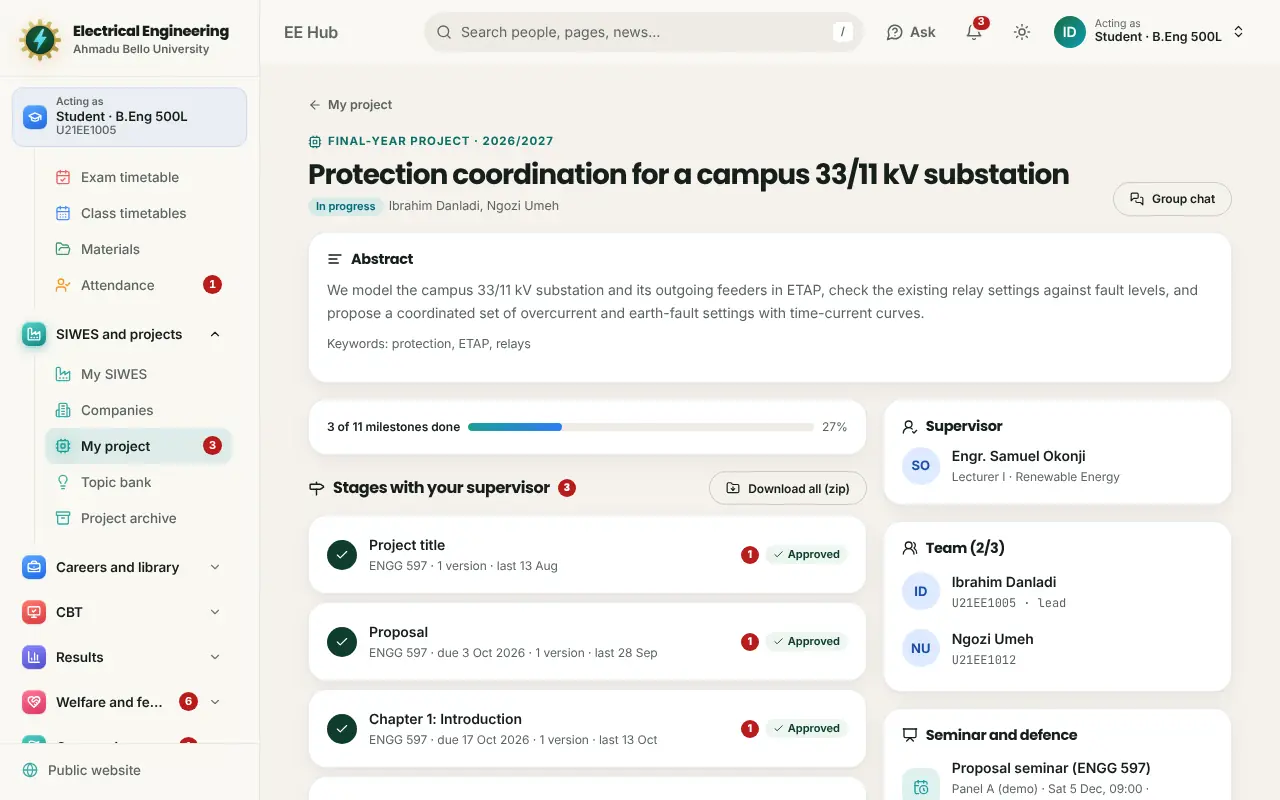 Electrical Engineering
Ahmadu Bello University
Acting as
Student · B.Eng 500L
U21EE1005
Exam timetable
Class timetables
Materials
Attendance
1
SIWES and projects
My SIWES
Companies
My project
3
Topic bank
Project archive
Careers and library
CBT
Results
Welfare and fe...
6
Public website
EE Hub
Search people, pages, news...
/
Ask
3
ID
Acting as
Student · B.Eng 500L
My project
FINAL-YEAR PROJECT · 2026/2027
Protection coordination for a campus 33/11 kV substation
In progress
Ibrahim Danladi, Ngozi Umeh
Group chat
Abstract
We model the campus 33/11 kV substation and its outgoing feeders in ETAP, check the existing relay settings against fault levels, and
propose a coordinated set of overcurrent and earth-fault settings with time-current curves.
Keywords: protection, ETAP, relays
3 of 11 milestones done
27%
Stages with your supervisor
3
Download all (zip)
Project title
ENGG 597 · 1 version · last 13 Aug
1
Approved
Proposal
ENGG 597 · due 3 Oct 2026 · 1 version · last 28 Sep
1
Approved
Chapter 1: Introduction
ENGG 597 · due 17 Oct 2026 · 1 version · last 13 Oct
1
Approved
Supervisor
SO
Engr. Samuel Okonji
Lecturer I · Renewable Energy
Team (2/3)
ID
Ibrahim Danladi
U21EE1005 · lead
NU
Ngozi Umeh
U21EE1012
Seminar and defence
Proposal seminar (ENGG 597)
Panel A (demo) · Sat 5 Dec, 09:00 ·